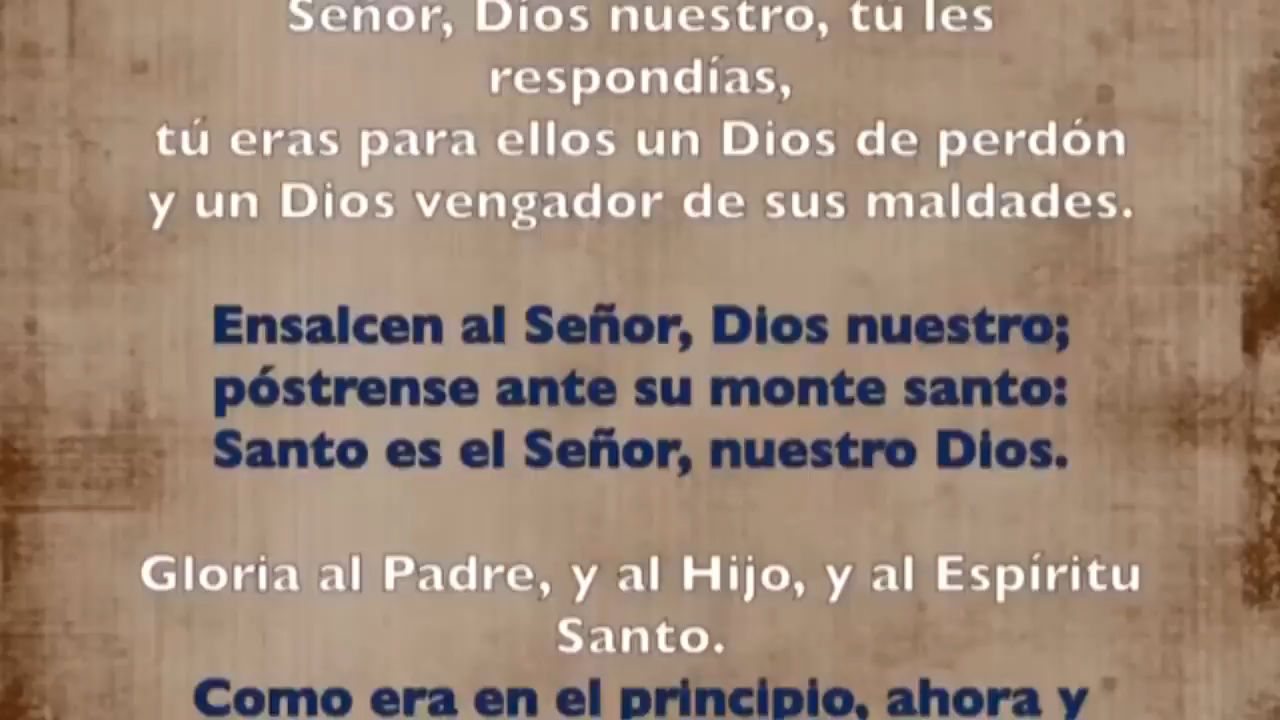 Señor, Dios nuestro, tú les
respondías,
tú eras para ellos un Dios de perdón
y un Dios vengador de sus maldades.
Ensalcen al Señor, Dios nuestro;
póstrense ante su monte santo:
Santo es el Señor, nuestro Dios.
Gloria al Padre, y al Hijo, y al Espíritu
Santo.
Como era en el principio, ahora y